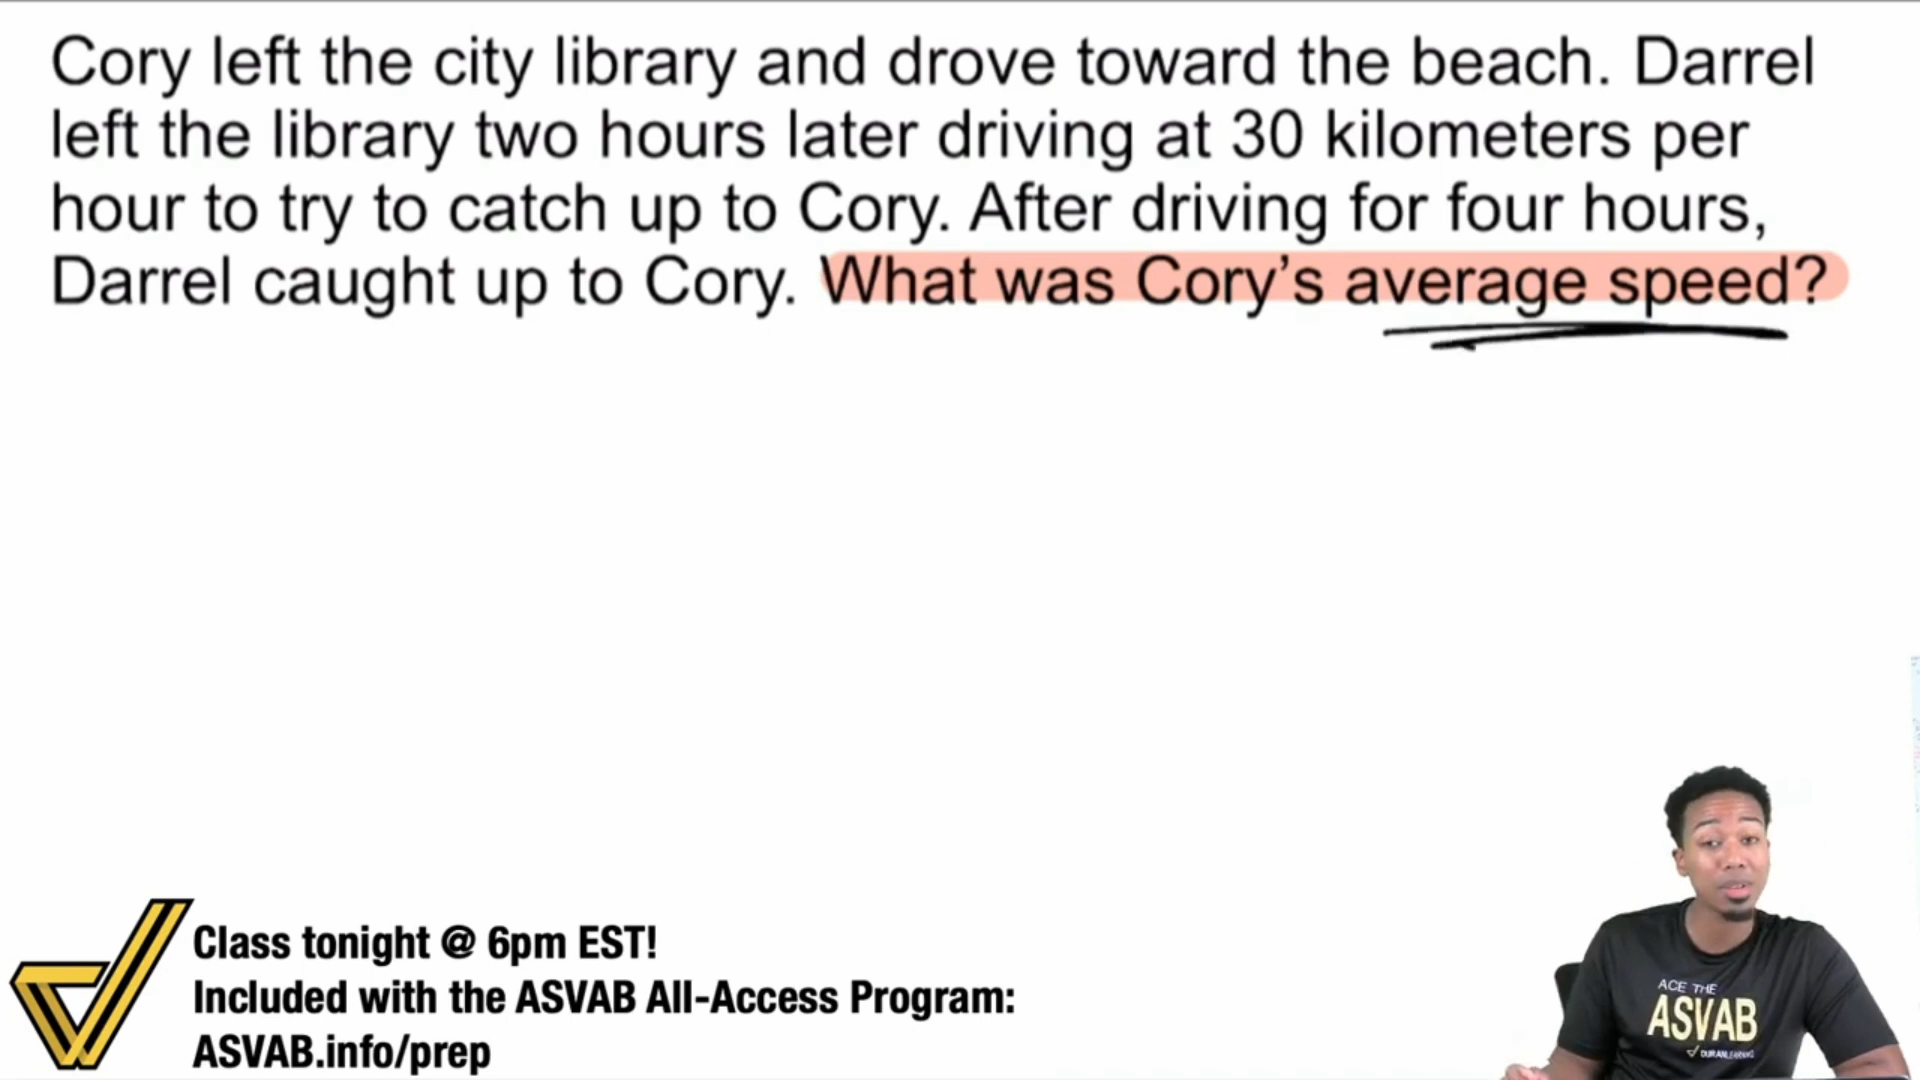 Cory left the city library and drove toward the beach. Darrel
left the library two hours later driving at 30 kilometers per
hour to try to catch up to Cory. After driving for four hours,
Darrel caught up to Cory. What was Cory’s average speed?
Class tonight @ 6pm EST!
Included with the ASVAB All-Access Program:
ASVAB.info/prep
ACE THE
ASVAB
DURANLEARNING